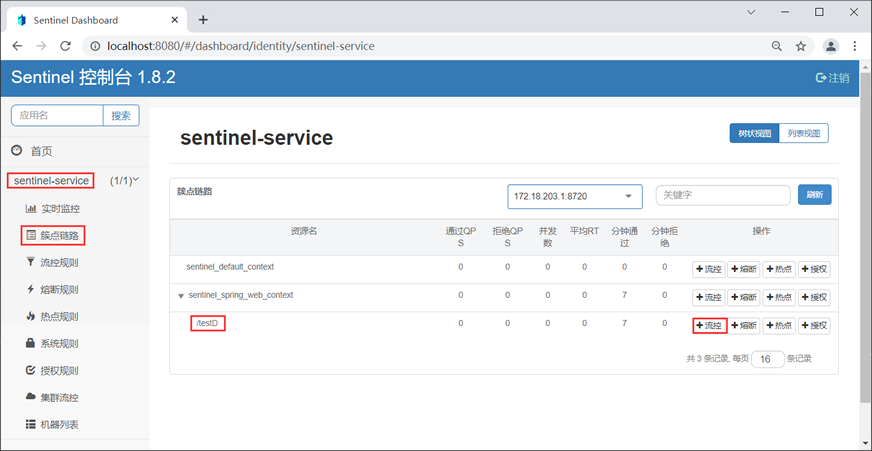 Sentinel Dashboard
localhost:8080/#/dashboard/identity/sentinel-service
Sentinel 控制台 1.8.2
注销
应用名
搜索
首页
sentinel-service (1/1)
实时监控
簇点链路
流控规则
熔断规则
热点规则
系统规则
授权规则
集群流控
机器列表
sentinel-service
树状视图 列表视图
簇点链路 172.18.203.1:8720 关键字 刷新
资源名 通过QPS 拒绝QPS 并发数 平均RT 分钟通过 分钟拒绝 操作
sentinel_default_context 0 0 0 0 0 0 +流控 +熔断 +热点 +授权
sentinel_spring_web_context 0 0 0 0 7 0 +流控 +熔断 +热点 +授权
/testD 0 0 0 0 7 0 +流控 +熔断 +热点 +授权
共 3 条记录, 每页 16 条记录